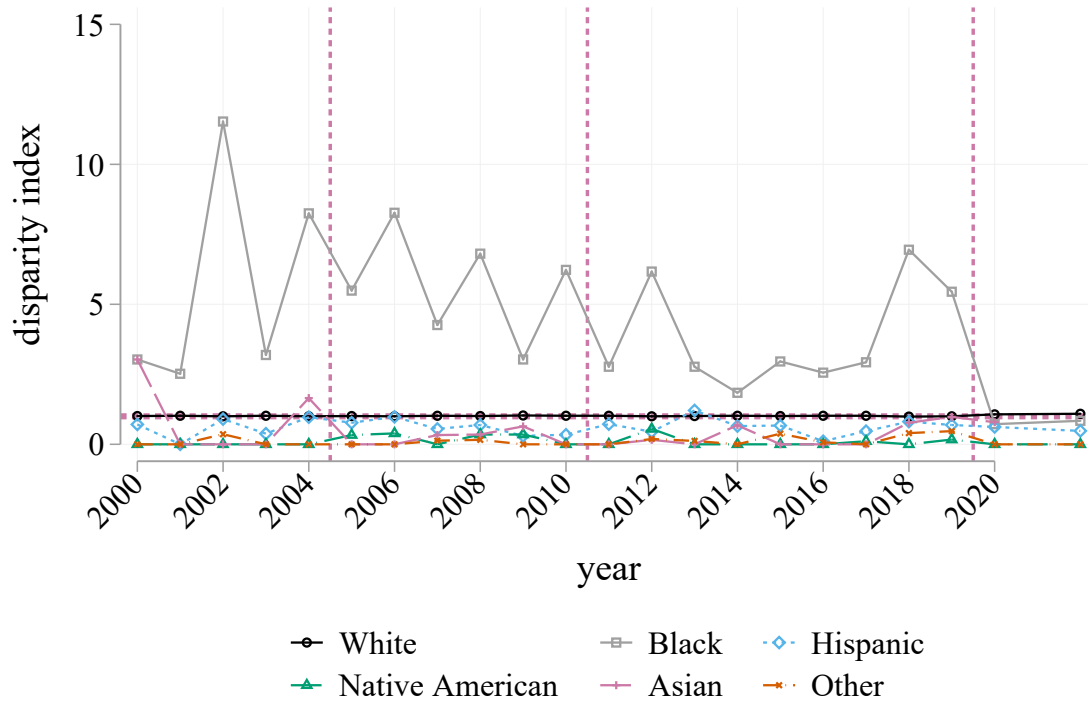 15
10
5
0
disparity index
2000 2002 2004 2006 2008 2010 2012 2014 2016 2018 2020
year
White Black Hispanic
Native American Asian Other